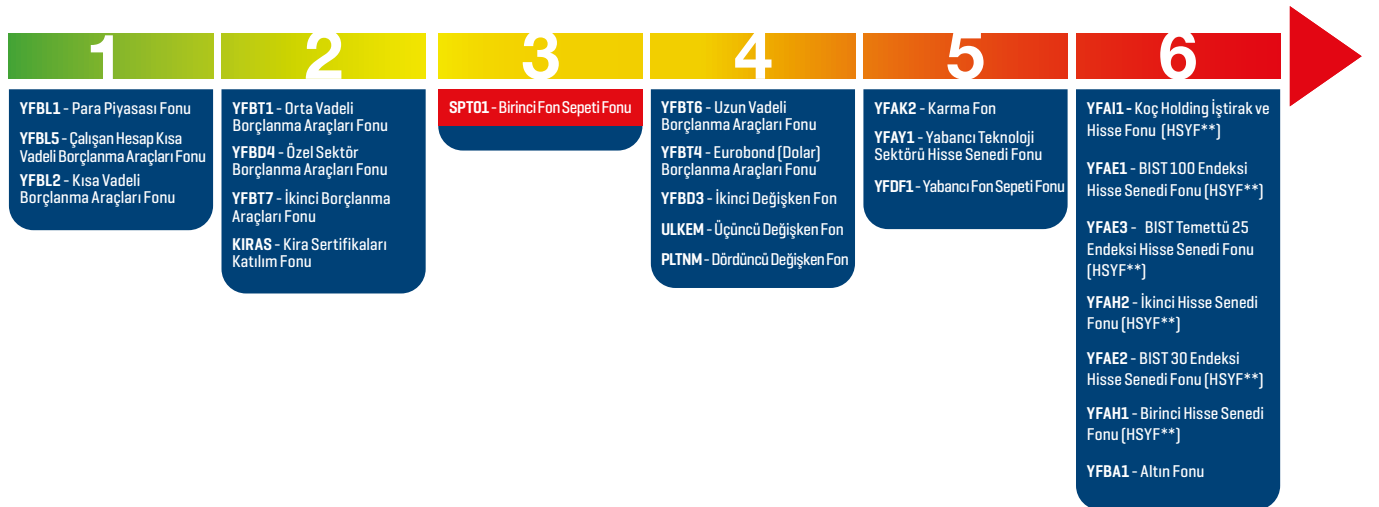 1
YFBL1 - Para Piyasası Fonu
YFBL5 - Çalışan Hesap Kısa
Vadeli Borçlanma Araçları Fonu
YFBL2 - Kısa Vadeli
Borçlanma Araçları Fonu
2
YFBT1 - Orta Vadeli
Borçlanma Araçları Fonu
YFBD4 - Özel Sektör
Borçlanma Araçları Fonu
YFBT7 - İkinci Borçlanma
Araçları Fonu
KIRAS - Kira Sertifikaları
Katılım Fonu
3
SPT01 - Birinci Fon Sepeti Fonu
4
YFBT6 - Uzun Vadeli
Borçlanma Araçları Fonu
YFBT4 - Eurobond (Dolar)
Borçlanma Araçları Fonu
YFBD3 - İkinci Değişken Fon
ULKEM - Üçüncü Değişken Fon
PLTNM - Dördüncü Değişken Fon
5
YFAK2 - Karma Fon
YFAY1 - Yabancı Teknoloji
Sektörü Hisse Senedi Fonu
YFDF1 - Yabancı Fon Sepeti Fonu
6
YFAI1 - Koç Holding İştirak ve
Hisse Fonu (HSYF**)
YFAE1 - BIST 100 Endeksi
Hisse Senedi Fonu (HSYF**)
YFAE3 - BIST Temettü 25
Endeksi Hisse Senedi Fonu
(HSYF**)
YFAH2 - İkinci Hisse Senedi
Fonu (HSYF**)
YFAE2 - BIST 30 Endeksi
Hisse Senedi Fonu (HSYF**)
YFAH1 - Birinci Hisse Senedi
Fonu (HSYF**)
YFBA1 - Altın Fonu